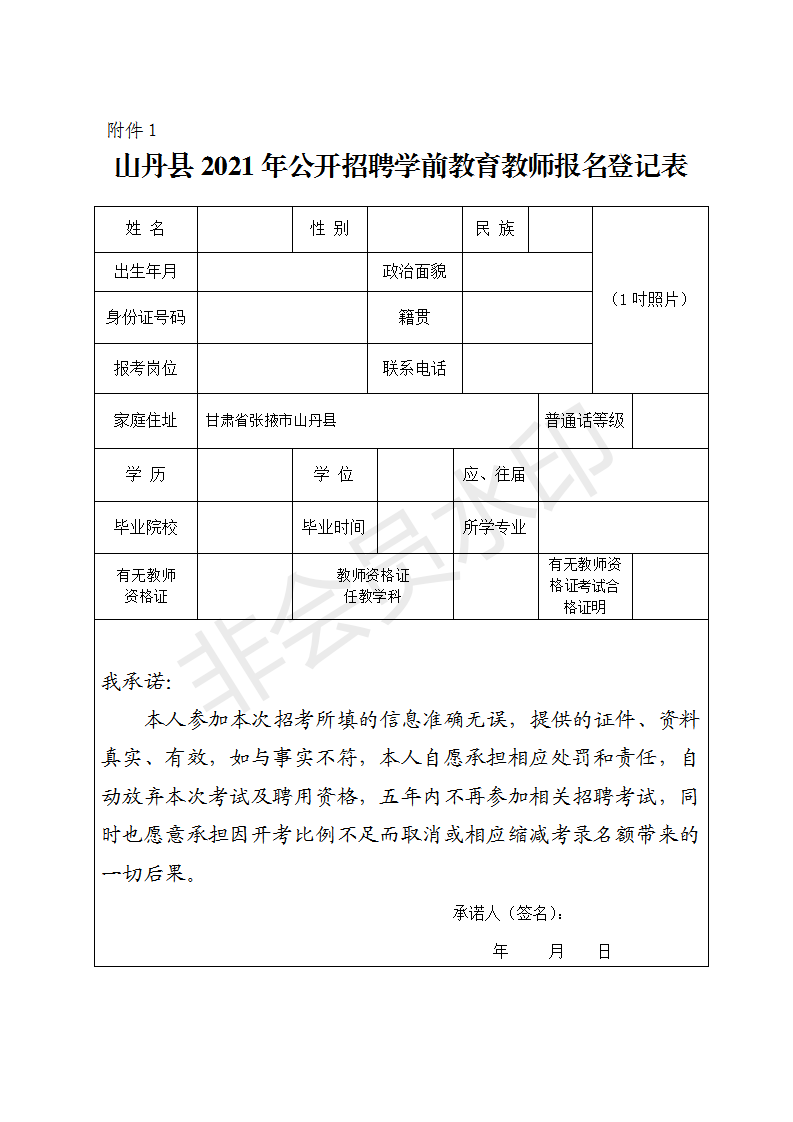 附件1
山丹县2021年公开招聘学前教育教师报名登记表
姓 名 性 别 民 族
(1吋照片)
出生年月 政治面貌
身份证号码 籍贯
报考岗位 联系电话
家庭住址 甘肃省张掖市山丹县 普通话等级
学 历 学 位 应、往届
毕业院校 毕业时间 所学专业
有无教师
资格证
教师资格证
任教学科
有无教师资
格证考试合
格证明
我承诺:
本人参加本次招考所填的信息准确无误，提供的证件、资料
真实、有效，如与事实不符，本人自愿承担相应处罚和责任，自
动放弃本次考试及聘用资格，五年内不再参加相关招聘考试，同
时也愿意承担因开考比例不足而取消或相应缩减考录名额带来的
一切后果。
承诺人（签名）:
年 月 日
非会员水印